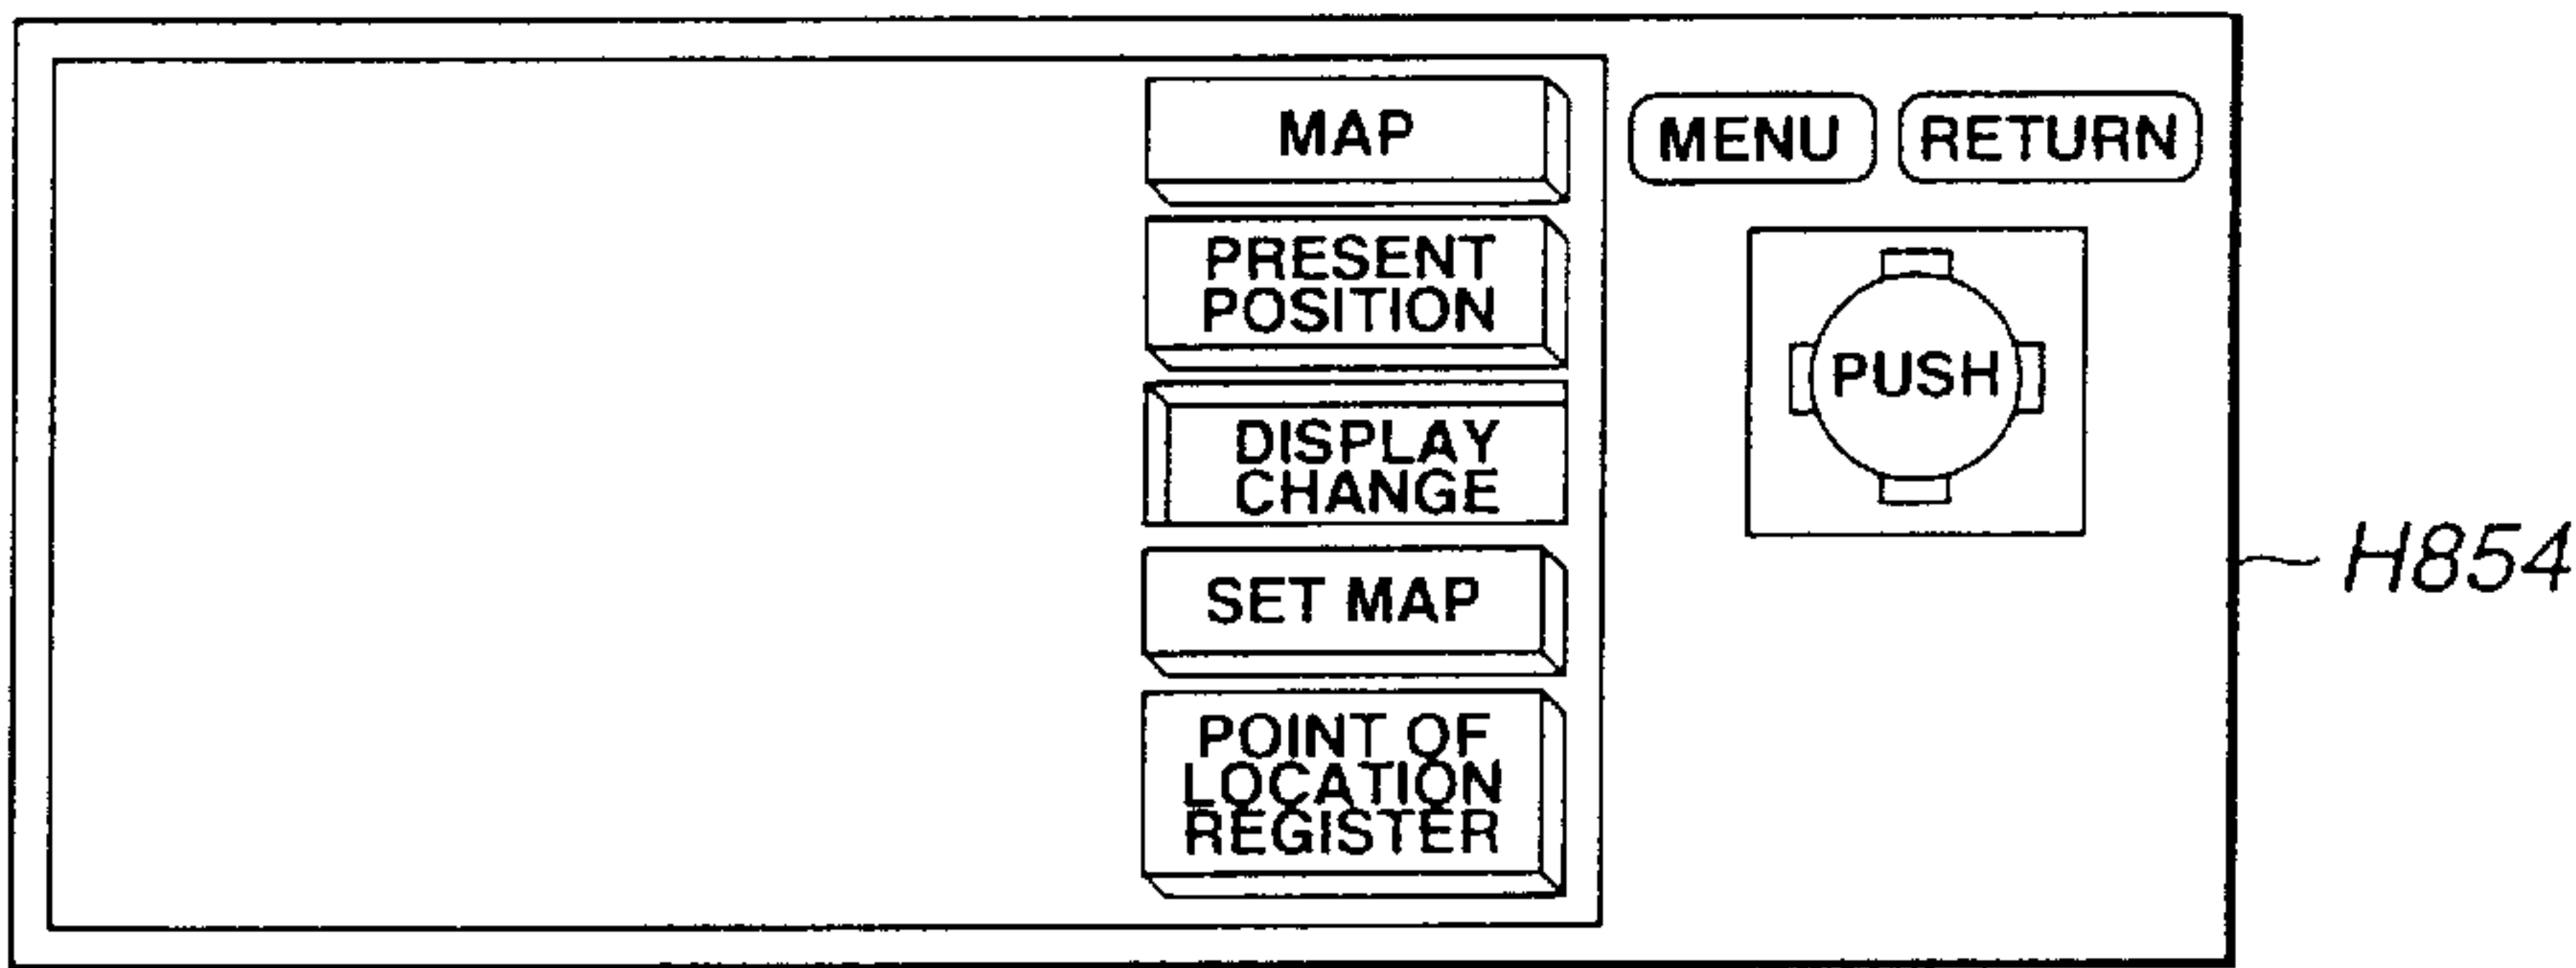 MAP
PRESENT
POSITION
DISPLAY
CHANGE
SET MAP
POINT OF
LOCATION
REGISTER
MENU
RETURN
PUSH
H854